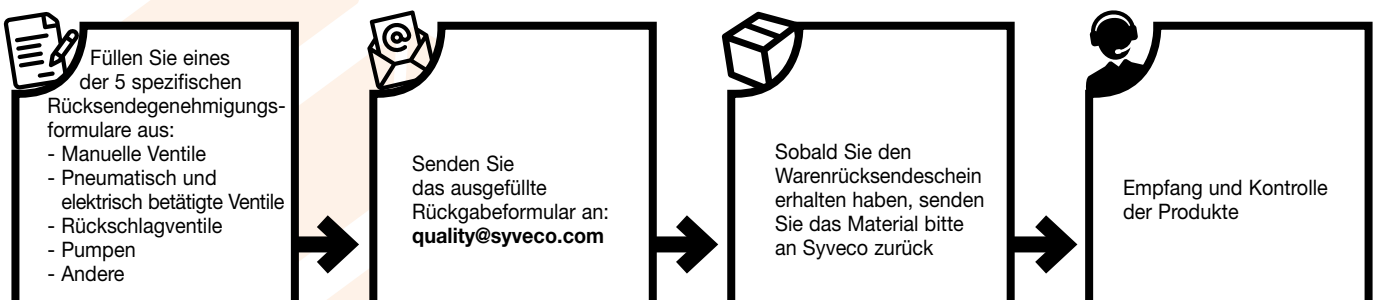 Füllen Sie eines
der 5 spezifischen
Rücksendegenehmigungs-
formulare aus:
- Manuelle Ventile
- Pneumatisch und
elektrisch betätigte Ventile
- Rückschlagventile
- Pumpen
- Andere
Senden Sie
das ausgefüllte
Rückgabeformular an:
quality@syveco.com
Sobald Sie den
Warenrücksendeschein
erhalten haben, senden
Sie das Material bitte
an Syveco zurück
Empfang und Kontrolle
der Produkte